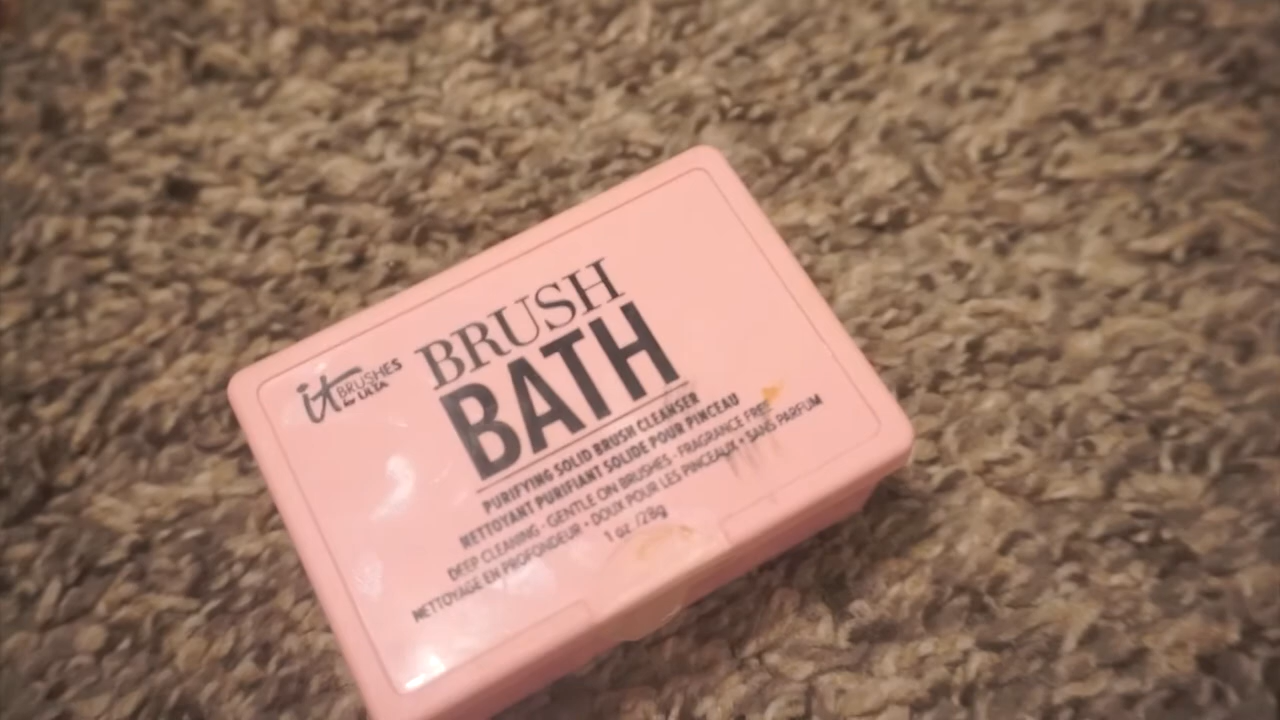 it BRUSHES
for ULTA
BRUSH
BATH
PURIFYING SOLID BRUSH CLEANSER
NETTOYANT PURIFIANT SOLIDE POUR PINCEAU
DEEP CLEANING · GENTLE ON BRUSHES · FRAGRANCE FREE
NETTOYAGE EN PROFONDEUR • DOUX POUR LES PINCEAUX • SANS PARFUM
1 oz. /28g